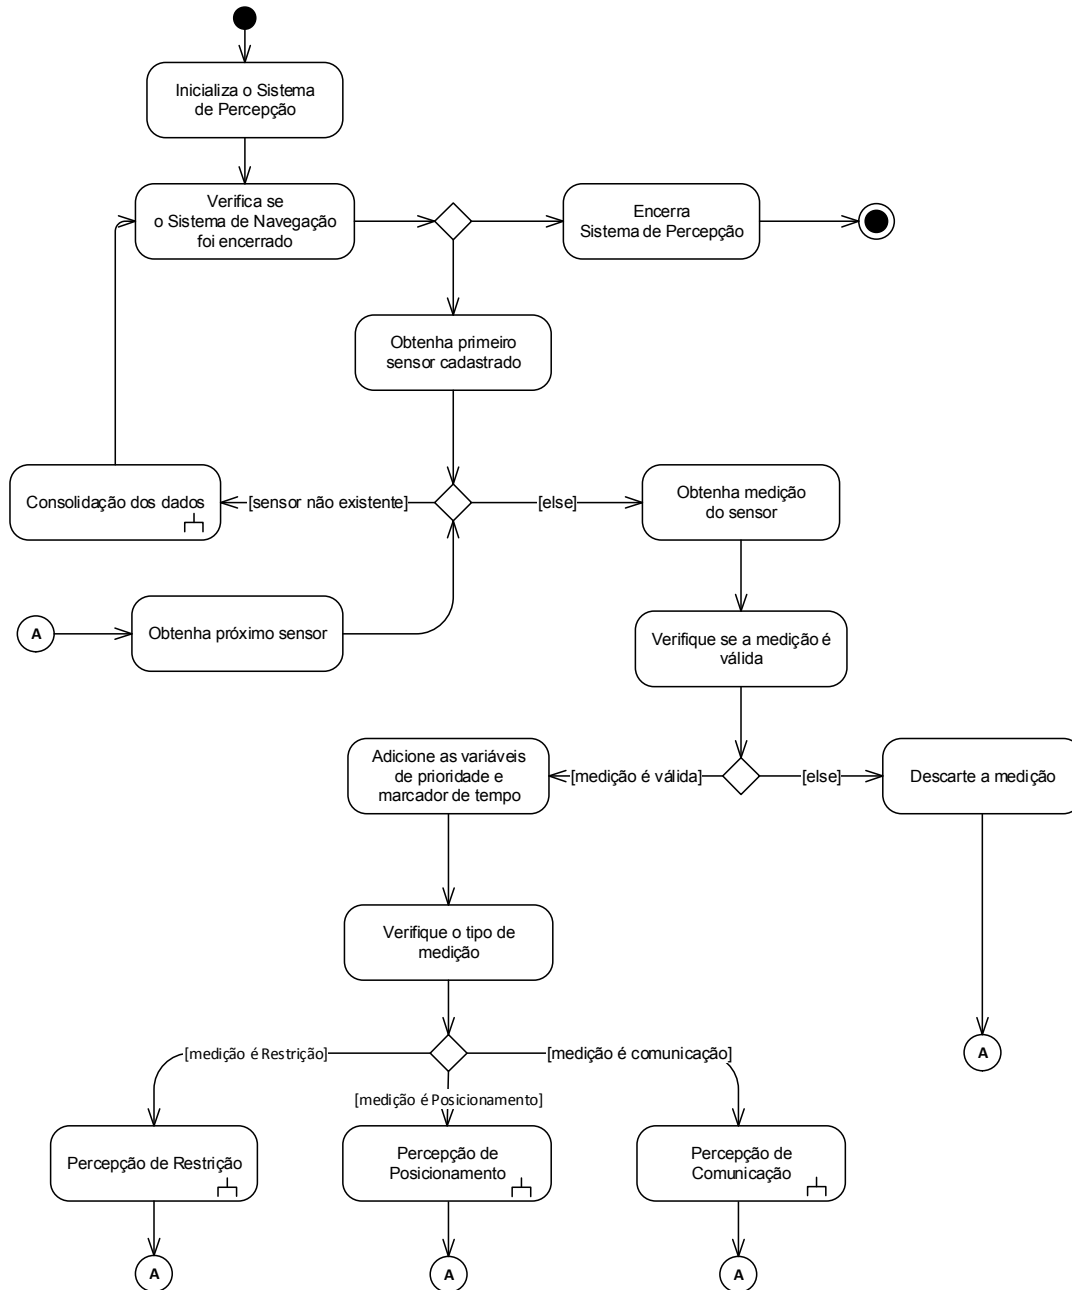 Inicializa o Sistema
de Percepção
Verifica se
o Sistema de Navegação
foi encerrado
Encerra
Sistema de Percepção
Obtenha primeiro
sensor cadastrado
Consolidação dos dados
[sensor não existente]
[else]
Obtenha medição
do sensor
A
Obtenha próximo sensor
Verifique se a medição é
válida
Adicione as variáveis
de prioridade e
marcador de tempo
[medição é válida]
[else]
Descarte a medição
Verifique o tipo de
medição
[medição é Restrição]
[medição é comunicação]
A
[medição é Posicionamento]
Percepção de Restrição
Percepção de
Posicionamento
Percepção de
Comunicação
A
A
A